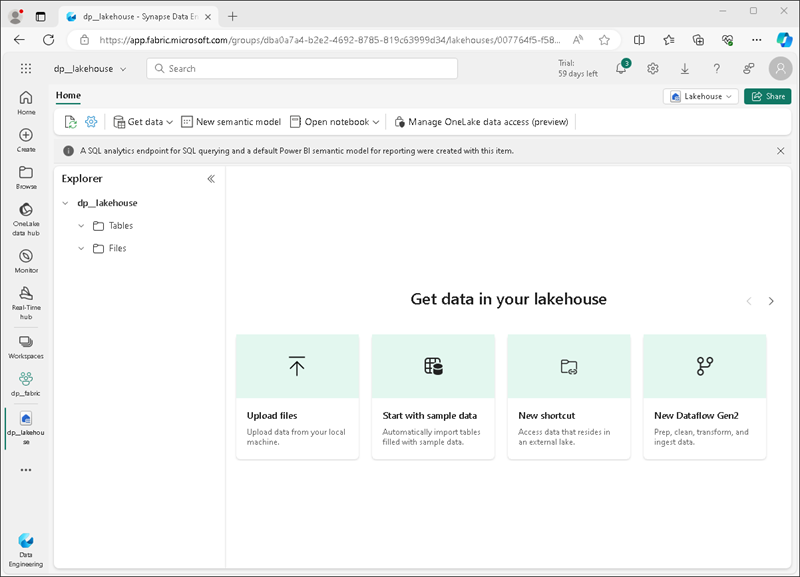 dp__lakehouse - Synapse Data En
https://app.fabric.microsoft.com/groups/dba0a7a4-b2e2-4692-8785-819c63999d34/lakehouses/007764f5-f58...
dp__lakehouse
Search
Trial:
59 days left
3
Home
Lakehouse
Share
Get data
New semantic model
Open notebook
Manage OneLake data access (preview)
A SQL analytics endpoint for SQL querying and a default Power BI semantic model for reporting were created with this item.
Home
Create
Browse
OneLake
data hub
Monitor
Real-Time
hub
Workspaces
dp_fabric
dp__lakehou
se
Data
Engineering
Explorer
dp__lakehouse
Tables
Files
Get data in your lakehouse
Upload files
Upload data from your local
machine.
Start with sample data
Automatically import tables
filled with sample data.
New shortcut
Access data that resides in
an external lake.
New Dataflow Gen2
Prep, clean, transform, and
ingest data.